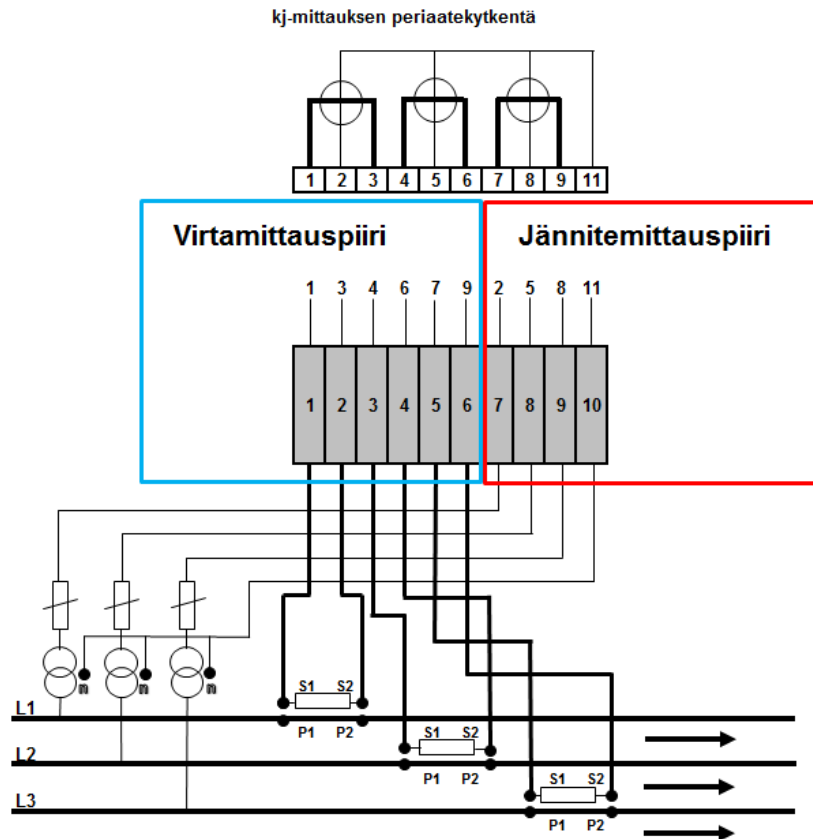 kj-mittauksen periaatekytkentä
1 2 3 4 5 6 7 8 9 11
Virtamittauspiiri Jännitemittauspiiri
1 3 4 6 7 9 2 5 8 11
1 2 3 4 5 6 7 8 9 10
n n n
S1 S2
L1
P1 P2 S1 S2
L2
P1 P2 S1 S2
L3
P1 P2